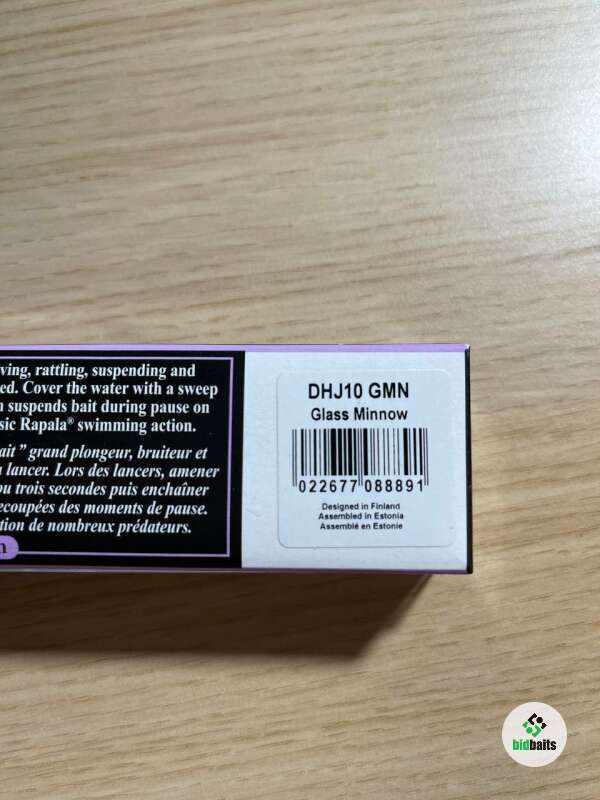 ving, rattling, suspending and
ed. Cover the water with a sweep
n suspends bait during pause on
sic Rapala® swimming action.
ait" grand plongeur, bruiteur et
lancer. Lors des lancers, amener
ou trois secondes puis enchaîner
ecoupées des moments de pause.
tion de nombreux prédateurs.
DHJ10 GMN
Glass Minnow
022677 088891
Designed in Finland
Assembled in Estonia
Assemblé en Estonie
bidbaits